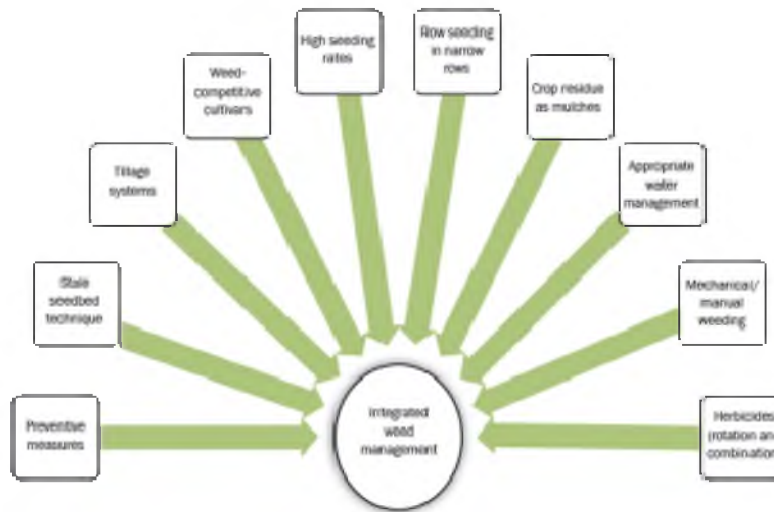 High seeding
rates
Row seeding
in narrow
rows
Weed-
competitive
cultivars
Crop residue
as mulches
Tillage
systems
Appropriate
water
management
Stale
seedbed
technique
Mechanical/
manual
weeding
Preventive
measures
Integrated
weed
management
Herbicides
(rotation and
combination